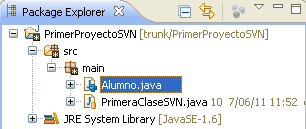 Package Explorer
PrimerProyectoSVN [trunk/PrimerProyectoSVN]
src
main
Alumno.java
PrimeraClaseSVN.java 10 7/06/11 11:52
JRE System Library [JavaSE-1.6]